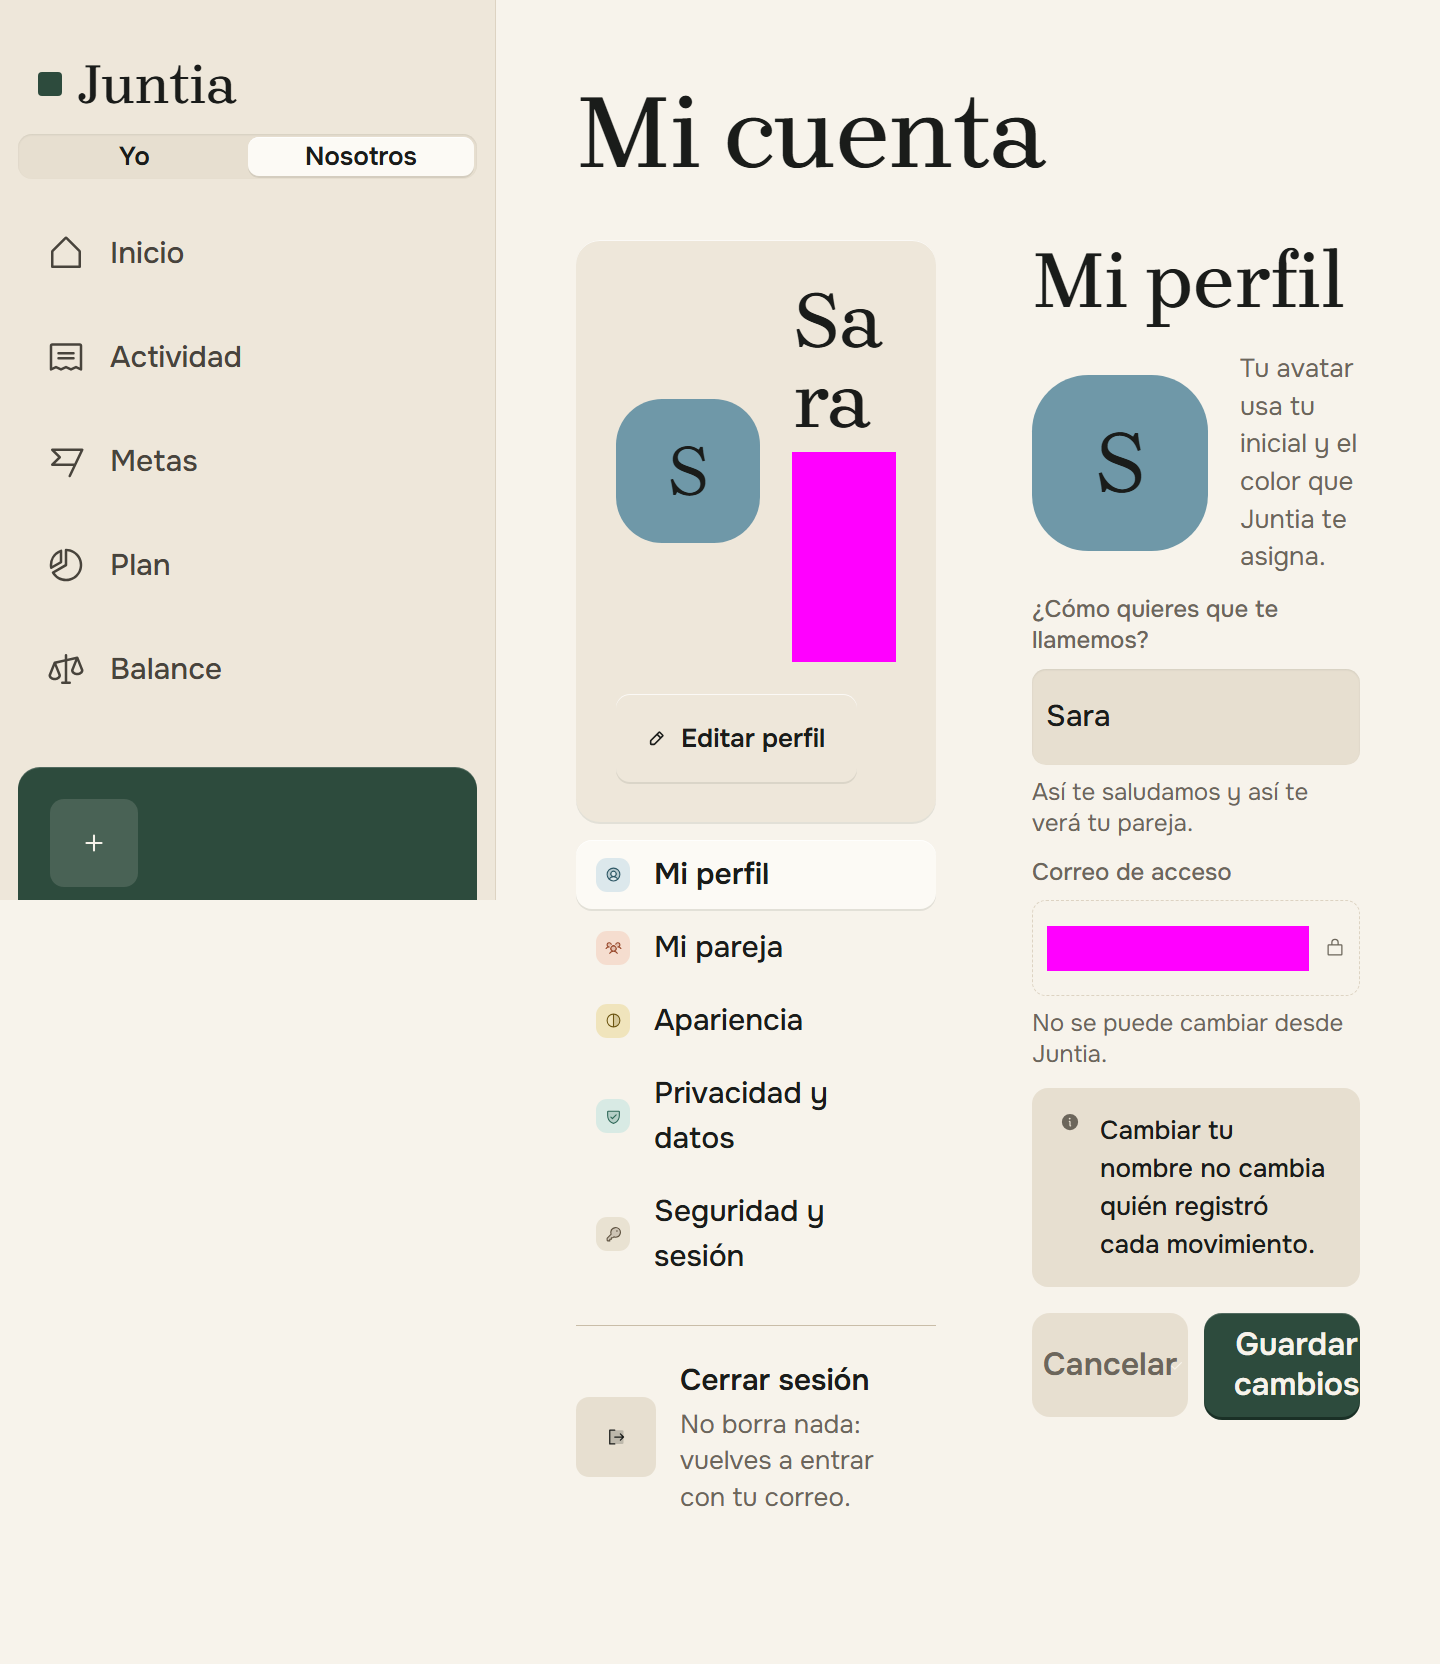 Juntia
Yo
Nosotros
Inicio
Actividad
Metas
Plan
Balance
Mi cuenta
Sa
ra
S
Editar perfil
Mi perfil
Mi pareja
Apariencia
Privacidad y
datos
Seguridad y
sesión
Cerrar sesión
No borra nada:
vuelves a entrar
con tu correo.
Mi perfil
S
Tu avatar
usa tu
inicial y el
color que
Juntia te
asigna.
¿Cómo quieres que te
llamemos?
Sara
Así te saludamos y así te
verá tu pareja.
Correo de acceso
No se puede cambiar desde
Juntia.
Cambiar tu
nombre no cambia
quién registró
cada movimiento.
Cancelar
Guardar
cambios